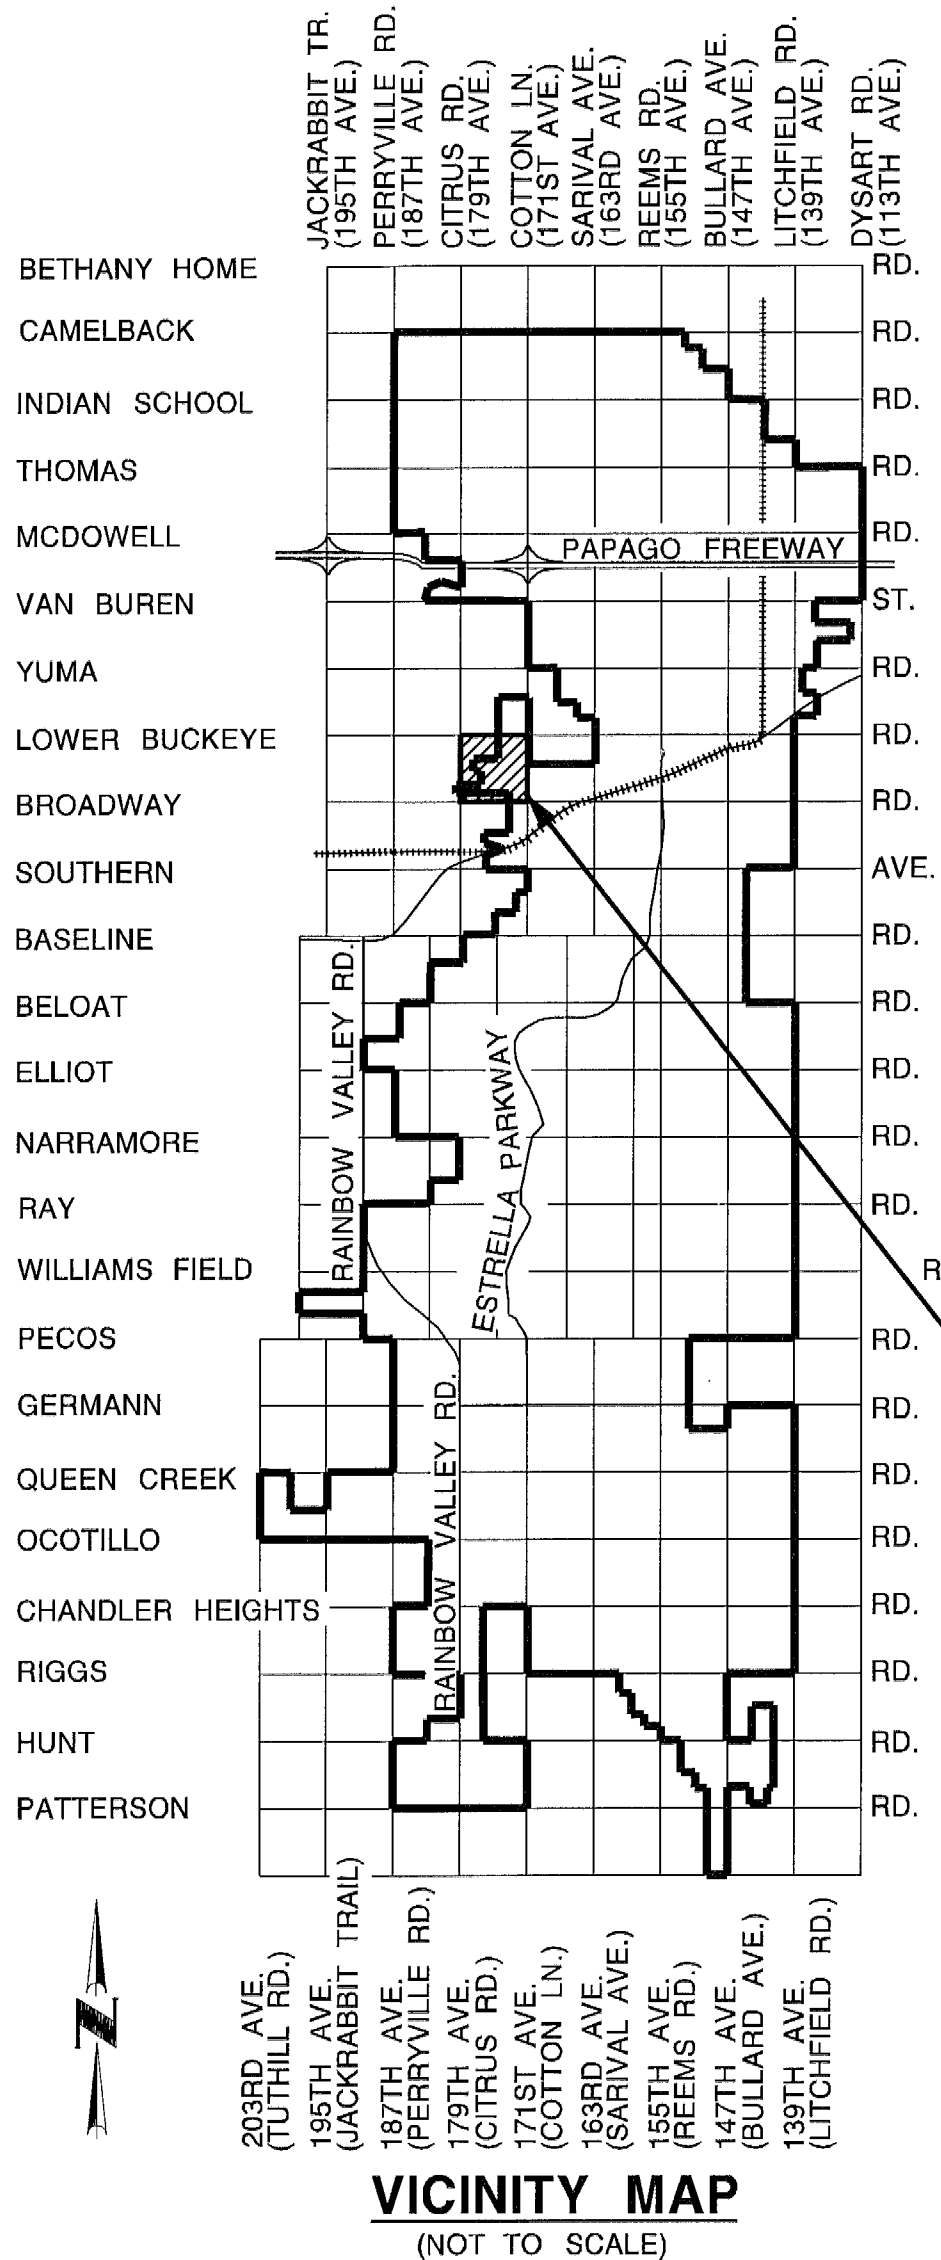 JACKRABBIT TR.
(195TH AVE.)
PERRYVILLE RD.
(187TH AVE.)
CITRUS RD.
(179TH AVE.)
COTTON LN.
(171ST AVE.)
SARIVAL AVE.
(163RD AVE.)
REEMS RD.
(155TH AVE.)
BULLARD AVE.
(147TH AVE.)
LITCHFIELD RD.
(139TH AVE.)
DYSART RD.
(113TH AVE.)
BETHANY HOME RD.
CAMELBACK RD.
INDIAN SCHOOL RD.
THOMAS RD.
MCDOWELL RD.
PAPAGO FREEWAY
VAN BUREN ST.
YUMA RD.
LOWER BUCKEYE RD.
BROADWAY RD.
SOUTHERN AVE.
BASELINE RD.
BELOAT RD.
ELLIOT RD.
NARRAMORE RD.
RAY RD.
RAINBOW VALLEY RD.
ESTRELLA PARKWAY
WILLIAMS FIELD R
PECOS RD.
GERMANN RD.
QUEEN CREEK RD.
OCOTILLO RD.
CHANDLER HEIGHTS RD.
RAINBOW VALLEY RD.
RIGGS RD.
HUNT RD.
PATTERSON RD.
N
203RD AVE.
(TUTHILL RD.)
195TH AVE.
(JACKRABBIT TRAIL)
187TH AVE.
(PERRYVILLE RD.)
179TH AVE.
(CITRUS RD.)
171ST AVE.
(COTTON LN.)
163RD AVE.
(SARIVAL AVE.)
155TH AVE.
(REEMS RD.)
147TH AVE.
(BULLARD AVE.)
139TH AVE.
(LITCHFIELD RD.)
VICINITY MAP
(NOT TO SCALE)